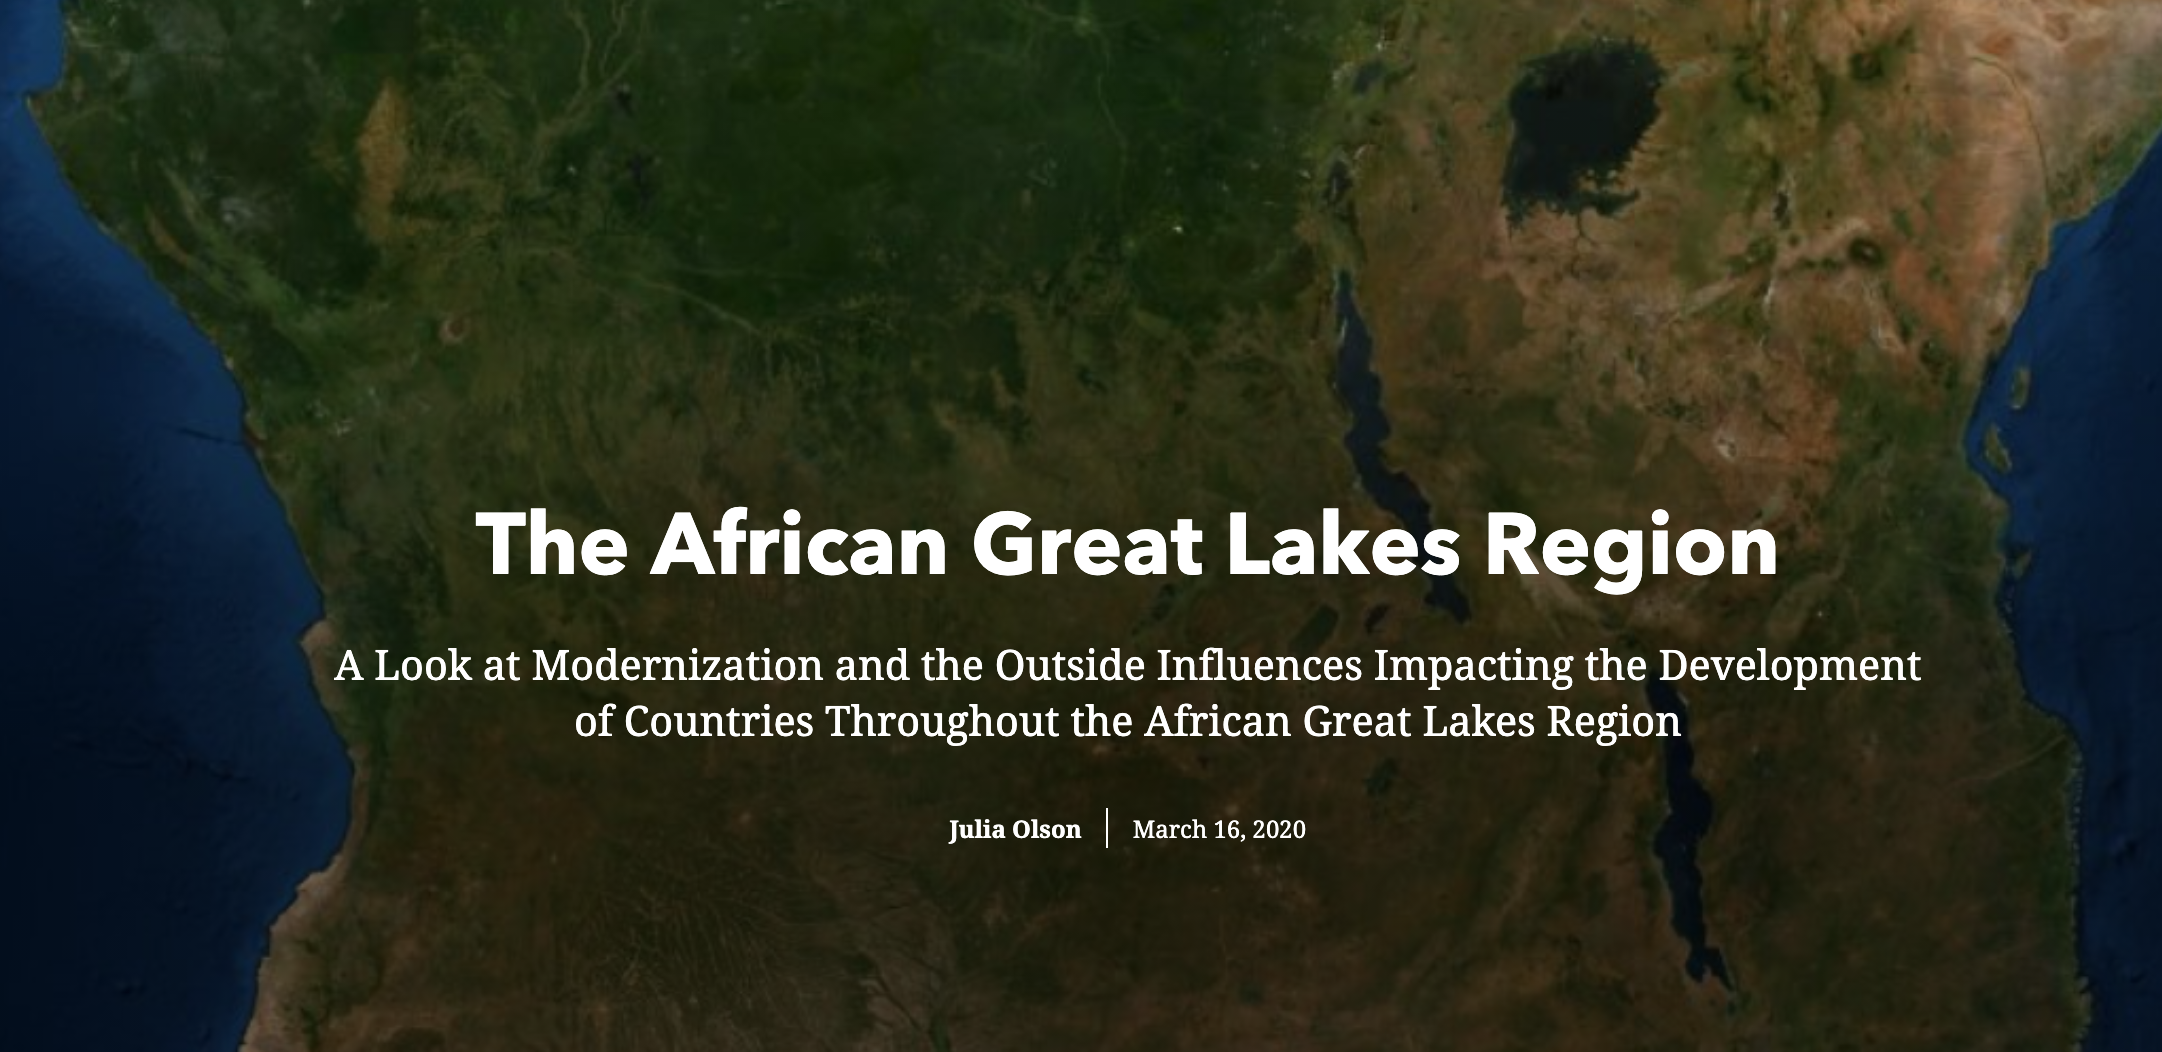 The African Great Lakes Region
A Look at Modernization and the Outside Influences Impacting the Development
of Countries Throughout the African Great Lakes Region
Julia Olson | March 16, 2020